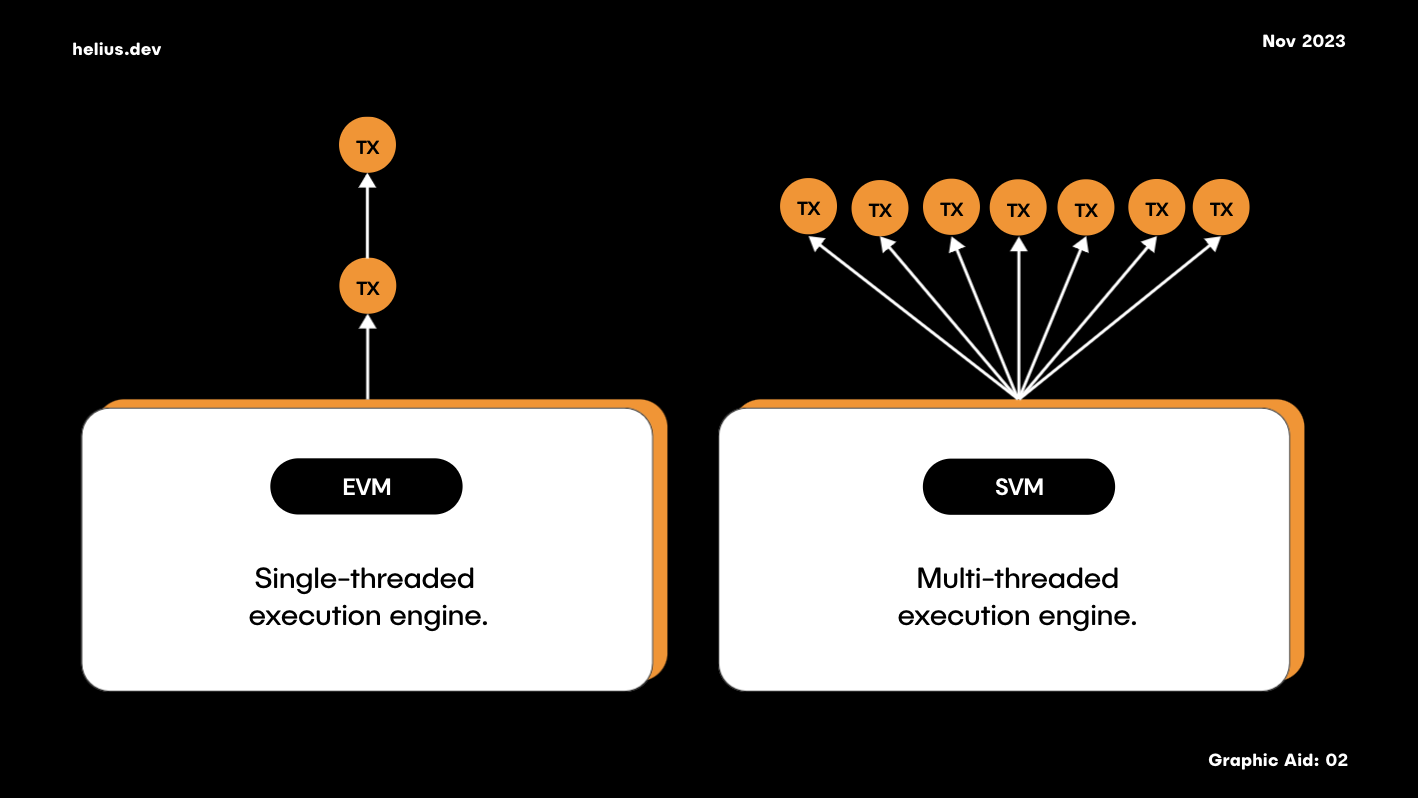 helius.dev
Nov 2023
TX
TX
TX
TX
TX
TX
TX
TX
TX
EVM
Single-threaded
execution engine.
SVM
Multi-threaded
execution engine.
Graphic Aid: 02